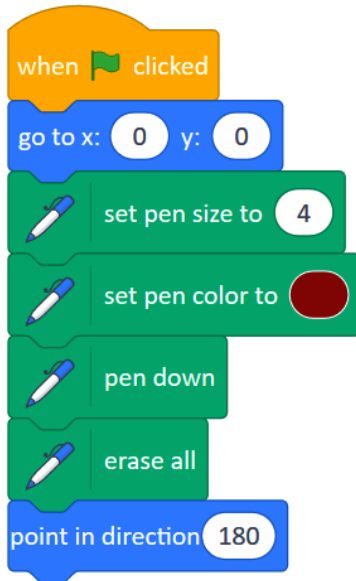 when clicked
go to x: 0 y: 0
set pen size to 4
set pen color to
pen down
erase all
point in direction 180